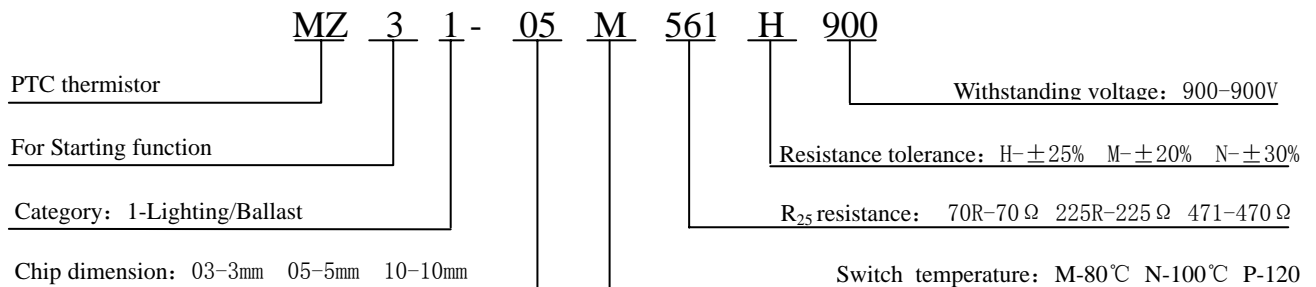 MZ 3 1- 05 M 561 H 900
PTC thermistor
Withstanding voltage: 900-900V
For Starting function
Resistance tolerance: H-±25% M-±20% N-±30%
Category: 1-Lighting/Ballast
R₂₅ resistance: 70R-70Ω 225R-225Ω 471-470Ω
Chip dimension: 03-3mm 05-5mm 10-10mm
Switch temperature: M-80℃ N-100℃ P-120